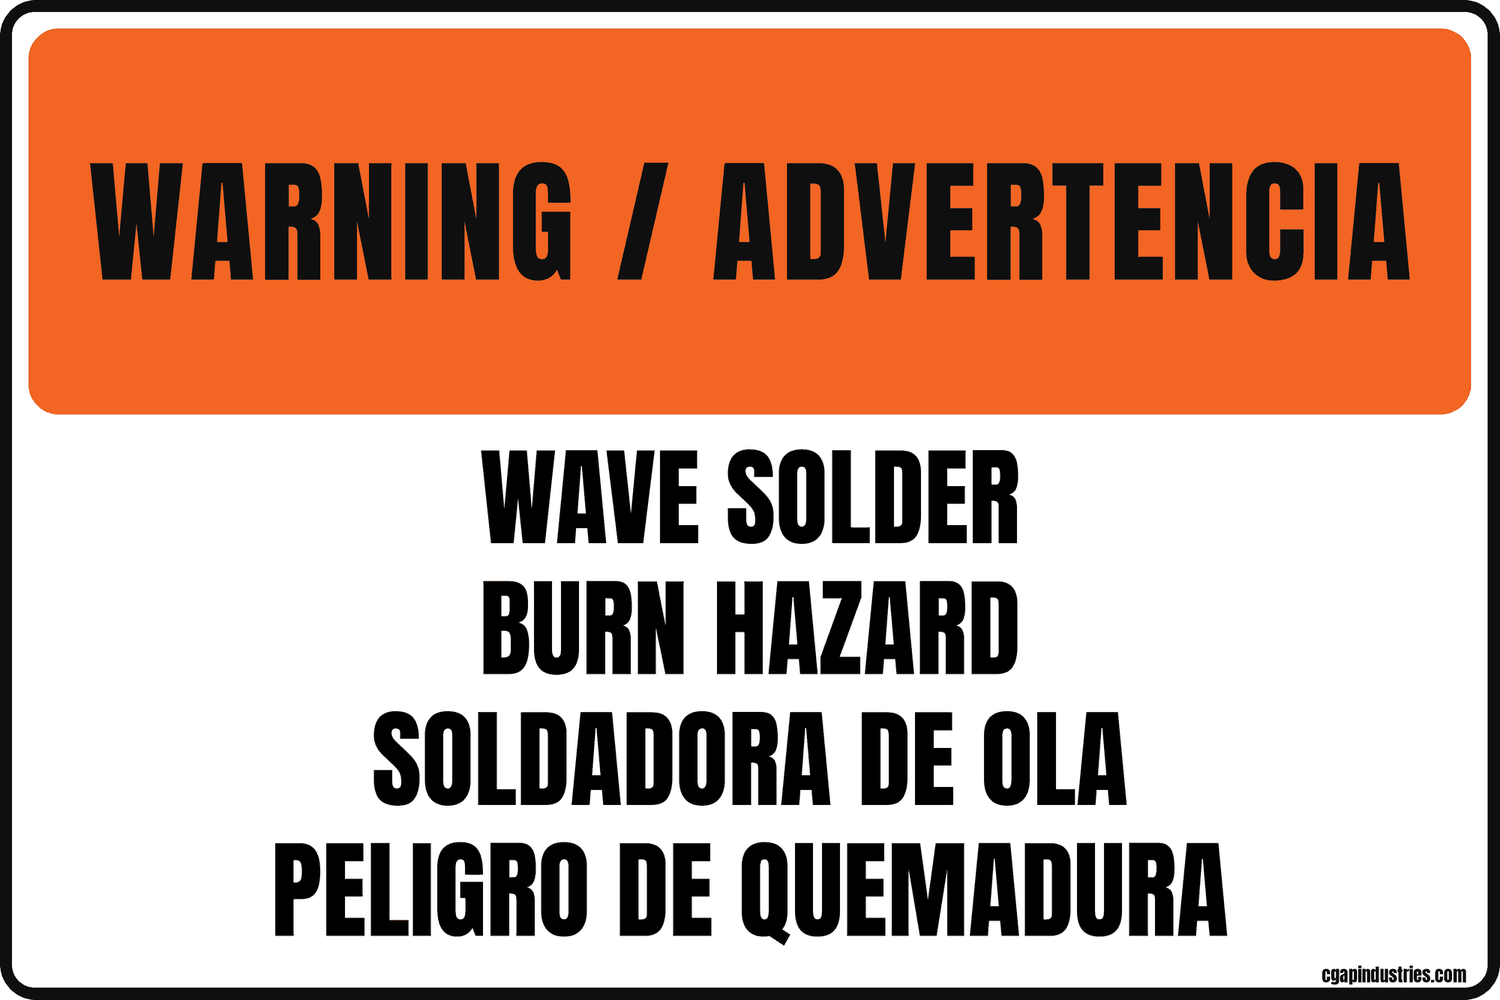 WARNING / ADVERTENCIA
WAVE SOLDER
BURN HAZARD
SOLDADORA DE OLA
PELIGRO DE QUEMADURA
cgapindustries.com